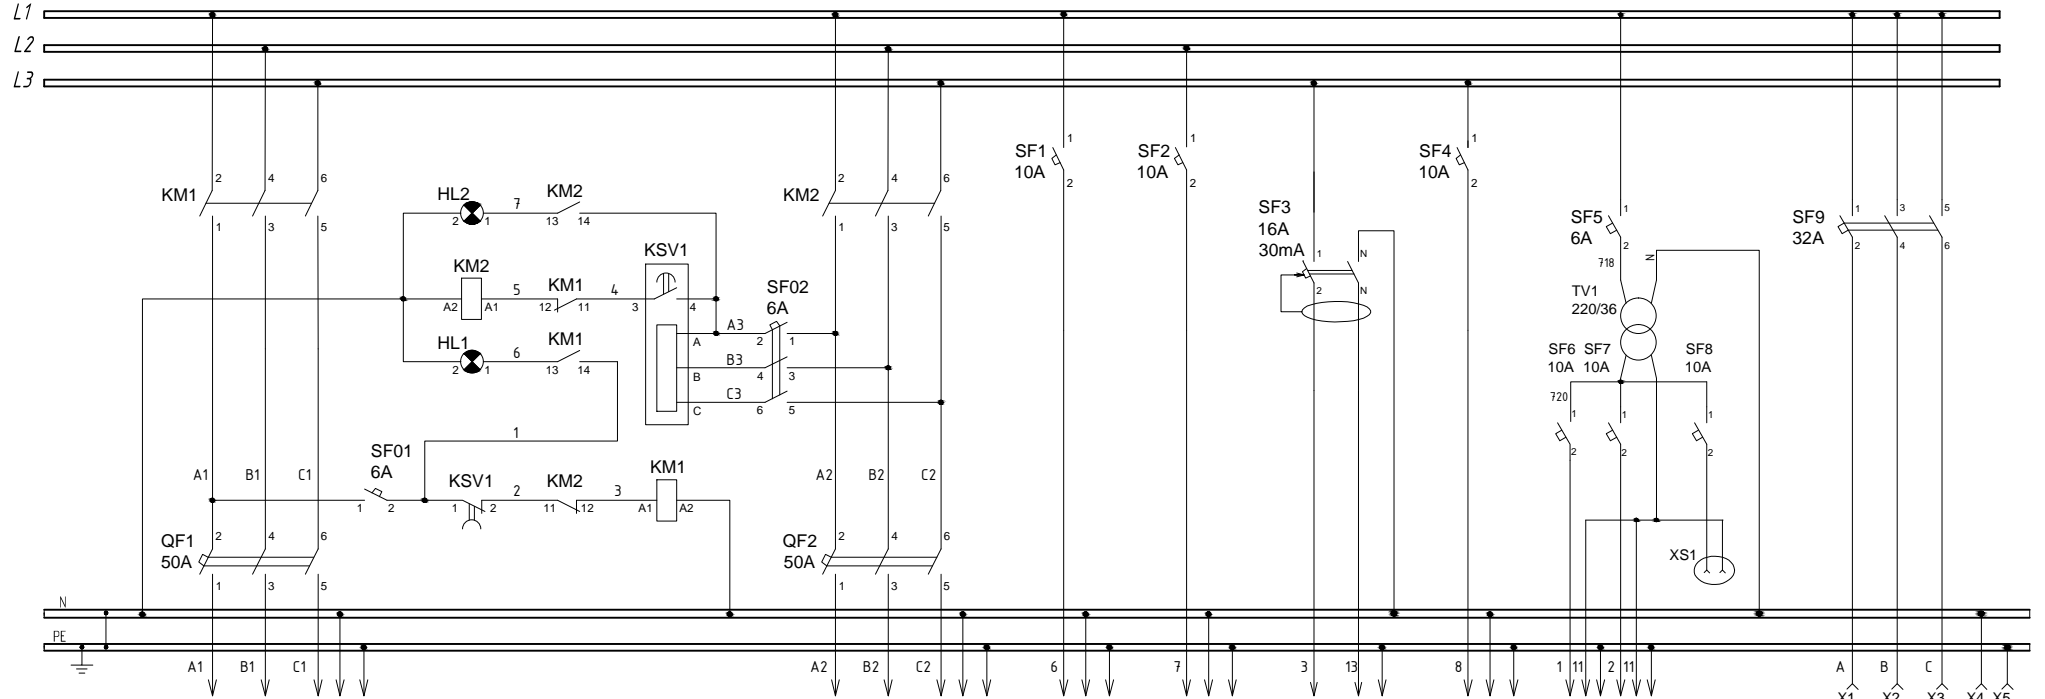 L1
L2
L3
SF1
10A
1
2
SF2
10A
1
2
SF4
10A
1
2
KM1
2 4 6
1 3 5
HL2
2 1
7
KM2
13 14
KM2
2 4 6
1 3 5
SF3
16A
30mA
1 N
2 N
SF5
6A
1
2
718
N
SF9
32A
1 3 5
2 4 6
KM2
A2 A1
5
KM1
12 11
4
KSV1
3 4
A
B
C
SF02
6A
A3
2 1
B3
4 3
C3
6 5
TV1
220/36
HL1
2 1
6
KM1
13 14
SF6 SF7 SF8
10A 10A 10A
720
1 1 1
2 2 2
1
A1 B1 C1
SF01
6A
1 2
KSV1
1 2
2
KM2
11 12
3
KM1
A1 A2
A2 B2 C2
QF1
50A
2 4 6
1 3 5
QF2
50A
2 4 6
1 3 5
XS1
N
PE
A1 B1 C1 A2 B2 C2 6 7 3 13 8 1 11 2 11 A B C
X1 X2 X3 X4 X5